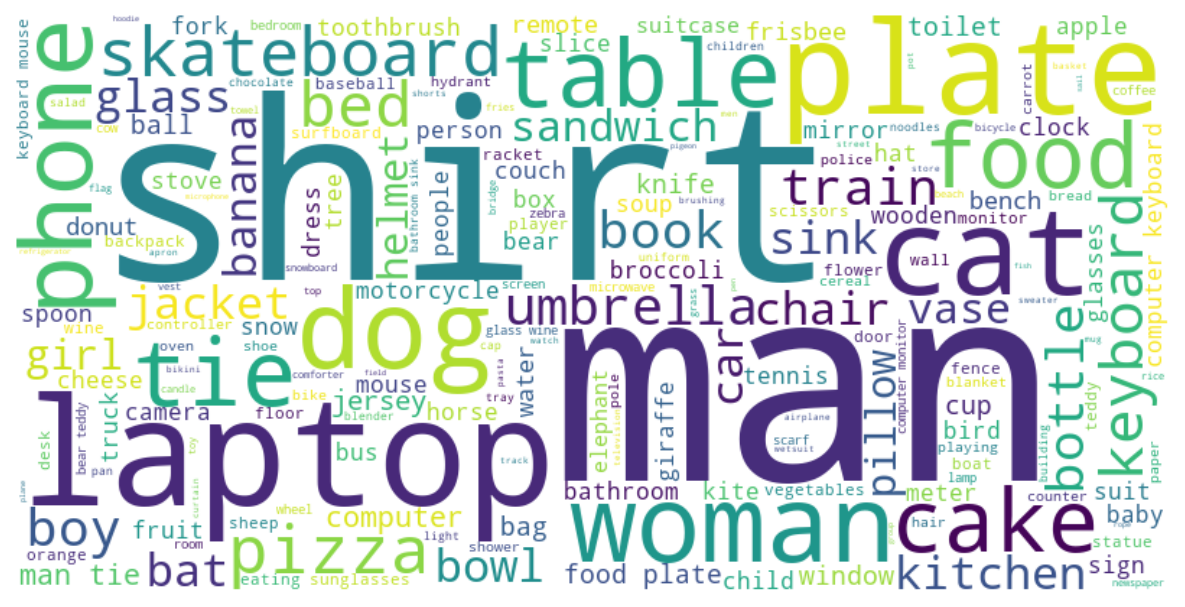 keyboard mouse
phone
hoodie
fork
bedroom
toothbrush
remote
suitcase
frisbee
toilet
apple
skateboard
slice
children
table
plate
pot
basket
sail
carrot
coffee
salad
glass
chocolate
baseball
hydrant
shorts
fries
bed
cow
ball
towel
surfboard
person
sandwich
men
mirror
noodles
bicycle
clock
street
food
computer keyboard
banana
shirt
helmet
bathroom sink
people
racket
couch
pigeon
police
hat
store
train
flag
stove
dress
tree
bridge
box
knife
brushing
beach
bench
bread
microphone
zebra
soup
scissors
wooden
monitor
donut
backpack
player
bear
book
sink
cat
glasses
keyboard
refrigerator
apron
snowboard
uniform
broccoli
flower
wall
fish
cereal
vest
top
motorcycle
screen
microwave
grass
pen
sweater
jacket
dog
umbrella
chair
vase
spoon
wine
controller
snow
glass wine
watch
car
door
computer monitor
bottle
mug
girl
oven
shoe
cap
tie
man
pillow
fence
rice
cheese
bikini
comforter
field
pasta
water
tennis
blanket
teddy
candle
bike
mouse
tray
elephant
pole
television
giraffe
truck
camera
floor
jersey
blender
horse
airplane
cup
laptop
desk
bear teddy
toy
scarf
wetsuit
bird
playing
building
bus
track
boat
paper
pan
lamp
plane
curtain
bathroom
kite
vegetables
meter
counter
suit
wheel
boy
fruit
sheep
computer
bag
woman
group
cake
hair
rope
baby
light
statue
orange
room
pizza
shower
man tie
bat
eating
sunglasses
bowl
food plate
child
window
kitchen
sign
newspaper